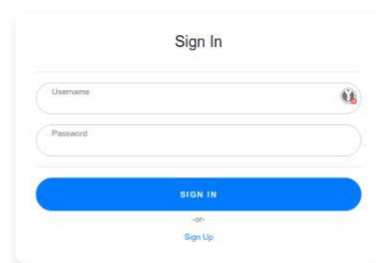 Sign In
Username
Password
SIGN IN
-or-
Sign Up